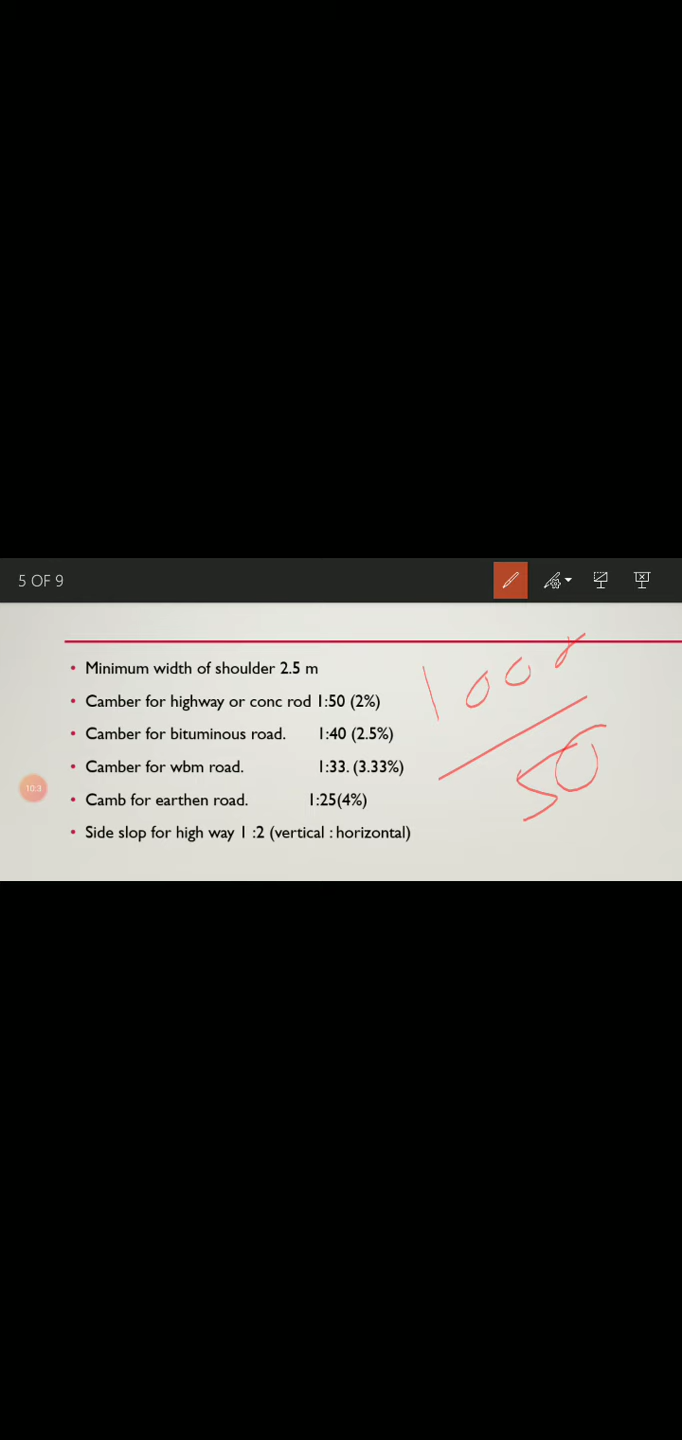 5 OF 9
• Minimum width of shoulder 2.5 m
• Camber for highway or conc rod 1:50 (2%)
• Camber for bituminous road. 1:40 (2.5%)
• Camber for wbm road. 1:33. (3.33%)
• Camb for earthen road. 1:25(4%)
• Side slop for high way 1 :2 (vertical : horizontal)
10:3
100
50